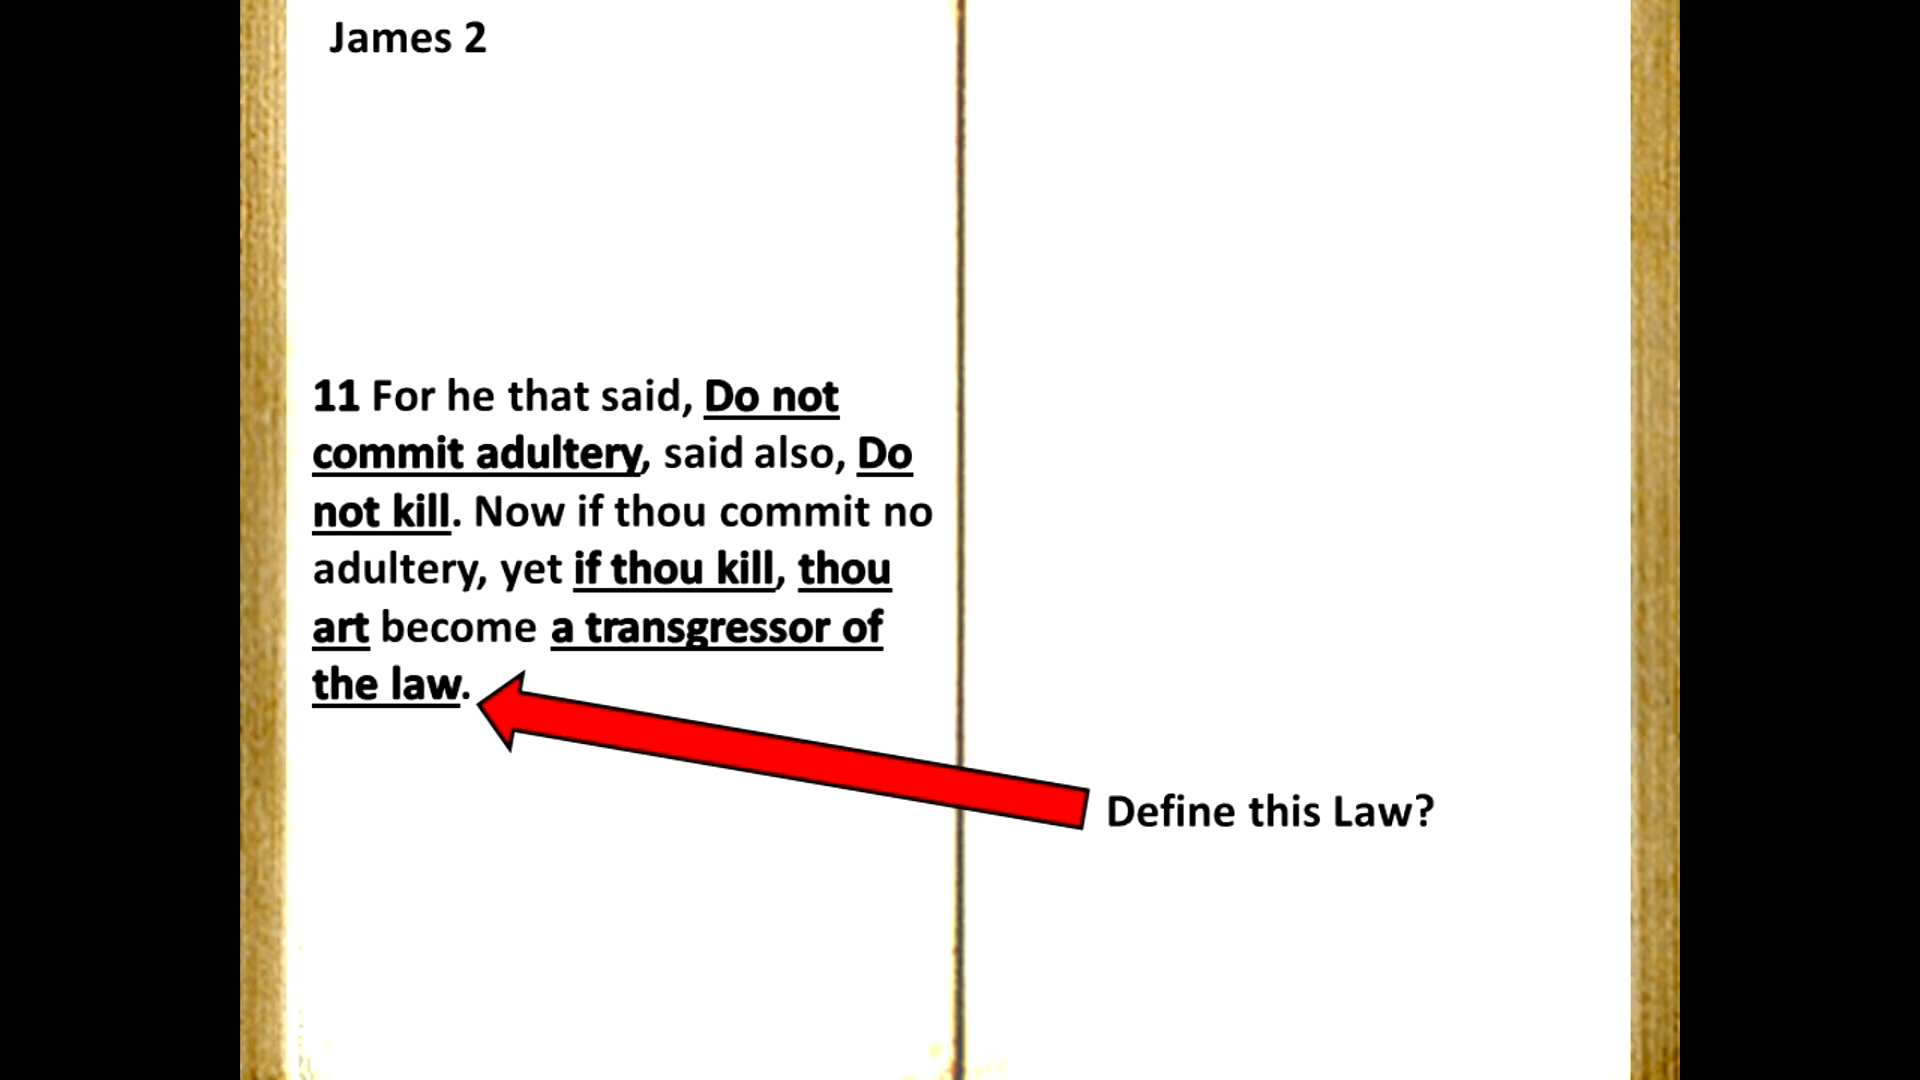 James 2
11 For he that said, Do not
commit adultery, said also, Do
not kill. Now if thou commit no
adultery, yet if thou kill, thou
art become a transgressor of
the law.
Define this Law?